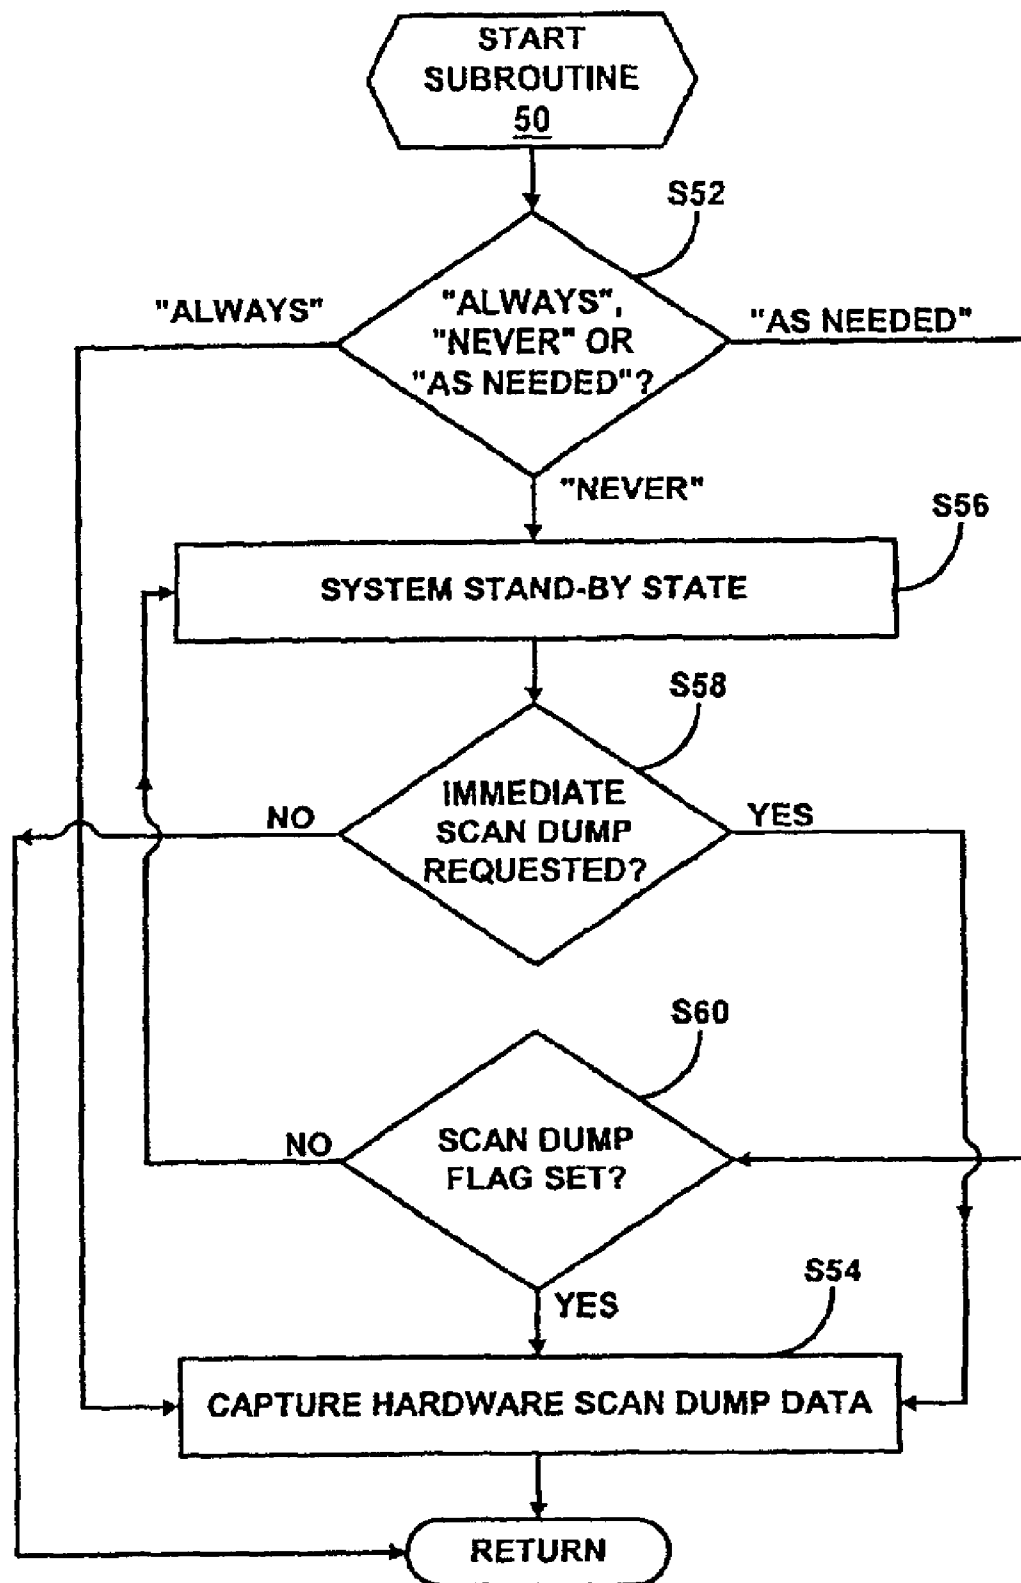 START
SUBROUTINE
50
S52
"ALWAYS"
"ALWAYS",
"NEVER" OR
"AS NEEDED"?
"AS NEEDED"
"NEVER"
S56
SYSTEM STAND-BY STATE
S58
NO
IMMEDIATE
SCAN DUMP
REQUESTED?
YES
S60
NO
SCAN DUMP
FLAG SET?
YES
S54
CAPTURE HARDWARE SCAN DUMP DATA
RETURN